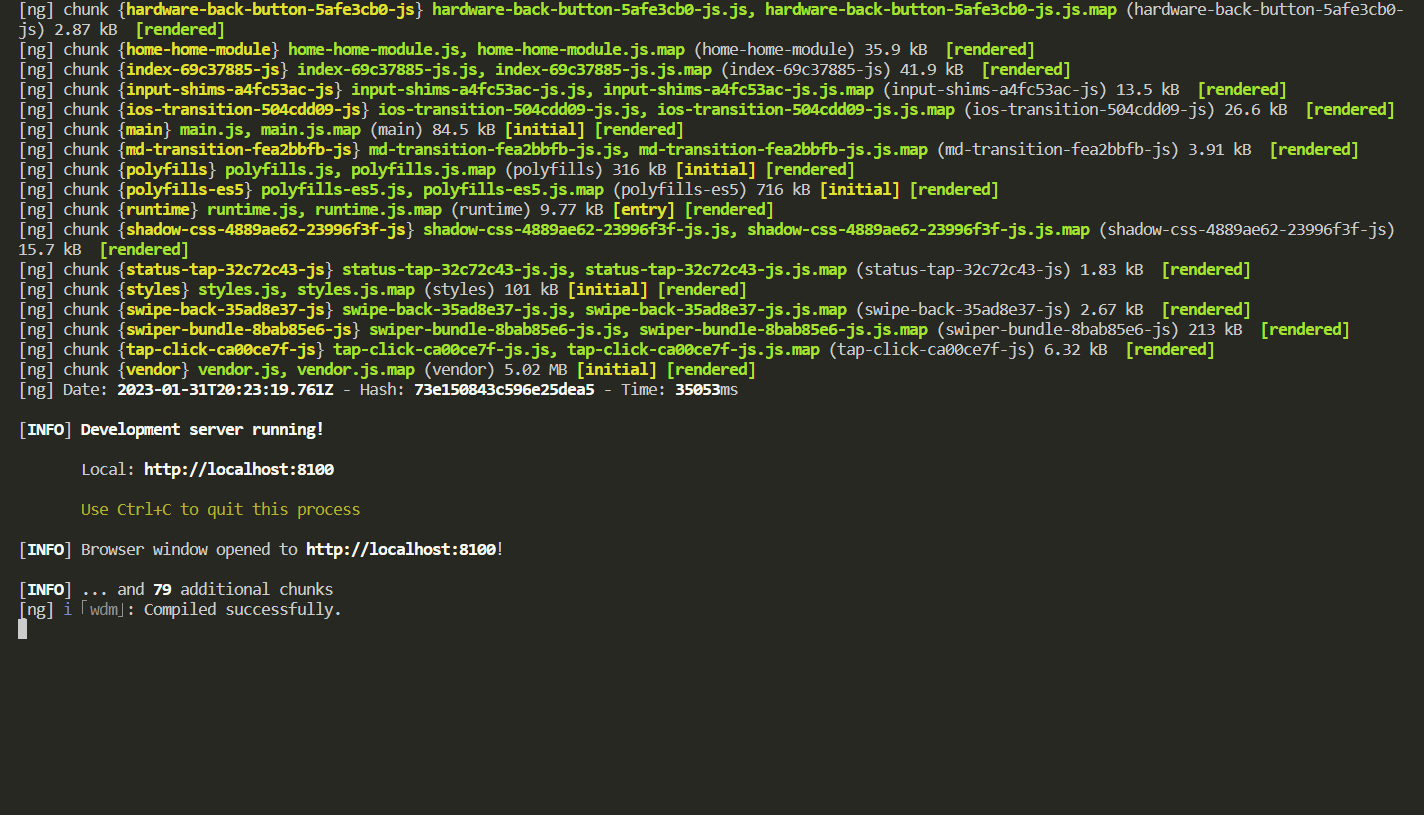 [ng] chunk {hardware-back-button-5afe3cb0-js} hardware-back-button-5afe3cb0-js.js, hardware-back-button-5afe3cb0-js.js.map (hardware-back-button-5afe3cb0-
js) 2.87 kB  [rendered]
[ng] chunk {home-home-module} home-home-module.js, home-home-module.js.map (home-home-module) 35.9 kB  [rendered]
[ng] chunk {index-69c37885-js} index-69c37885-js.js, index-69c37885-js.js.map (index-69c37885-js) 41.9 kB  [rendered]
[ng] chunk {input-shims-a4fc53ac-js} input-shims-a4fc53ac-js.js, input-shims-a4fc53ac-js.js.map (input-shims-a4fc53ac-js) 13.5 kB  [rendered]
[ng] chunk {ios-transition-504cdd09-js} ios-transition-504cdd09-js.js, ios-transition-504cdd09-js.js.map (ios-transition-504cdd09-js) 26.6 kB  [rendered]
[ng] chunk {main} main.js, main.js.map (main) 84.5 kB [initial] [rendered]
[ng] chunk {md-transition-fea2bbfb-js} md-transition-fea2bbfb-js.js, md-transition-fea2bbfb-js.js.map (md-transition-fea2bbfb-js) 3.91 kB  [rendered]
[ng] chunk {polyfills} polyfills.js, polyfills.js.map (polyfills) 316 kB [initial] [rendered]
[ng] chunk {polyfills-es5} polyfills-es5.js, polyfills-es5.js.map (polyfills-es5) 716 kB [initial] [rendered]
[ng] chunk {runtime} runtime.js, runtime.js.map (runtime) 9.77 kB [entry] [rendered]
[ng] chunk {shadow-css-4889ae62-23996f3f-js} shadow-css-4889ae62-23996f3f-js.js, shadow-css-4889ae62-23996f3f-js.js.map (shadow-css-4889ae62-23996f3f-js)
15.7 kB  [rendered]
[ng] chunk {status-tap-32c72c43-js} status-tap-32c72c43-js.js, status-tap-32c72c43-js.js.map (status-tap-32c72c43-js) 1.83 kB  [rendered]
[ng] chunk {styles} styles.js, styles.js.map (styles) 101 kB [initial] [rendered]
[ng] chunk {swipe-back-35ad8e37-js} swipe-back-35ad8e37-js.js, swipe-back-35ad8e37-js.js.map (swipe-back-35ad8e37-js) 2.67 kB  [rendered]
[ng] chunk {swiper-bundle-8bab85e6-js} swiper-bundle-8bab85e6-js.js, swiper-bundle-8bab85e6-js.js.map (swiper-bundle-8bab85e6-js) 213 kB  [rendered]
[ng] chunk {tap-click-ca00ce7f-js} tap-click-ca00ce7f-js.js, tap-click-ca00ce7f-js.js.map (tap-click-ca00ce7f-js) 6.32 kB  [rendered]
[ng] chunk {vendor} vendor.js, vendor.js.map (vendor) 5.02 MB [initial] [rendered]
[ng] Date: 2023-01-31T20:23:19.761Z - Hash: 73e150843c596e25dea5 - Time: 35053ms
[INFO] Development server running!
Local: http://localhost:8100
Use Ctrl+C to quit this process
[INFO] Browser window opened to http://localhost:8100!
[INFO] ... and 79 additional chunks
[ng] i ｢wdm｣: Compiled successfully.